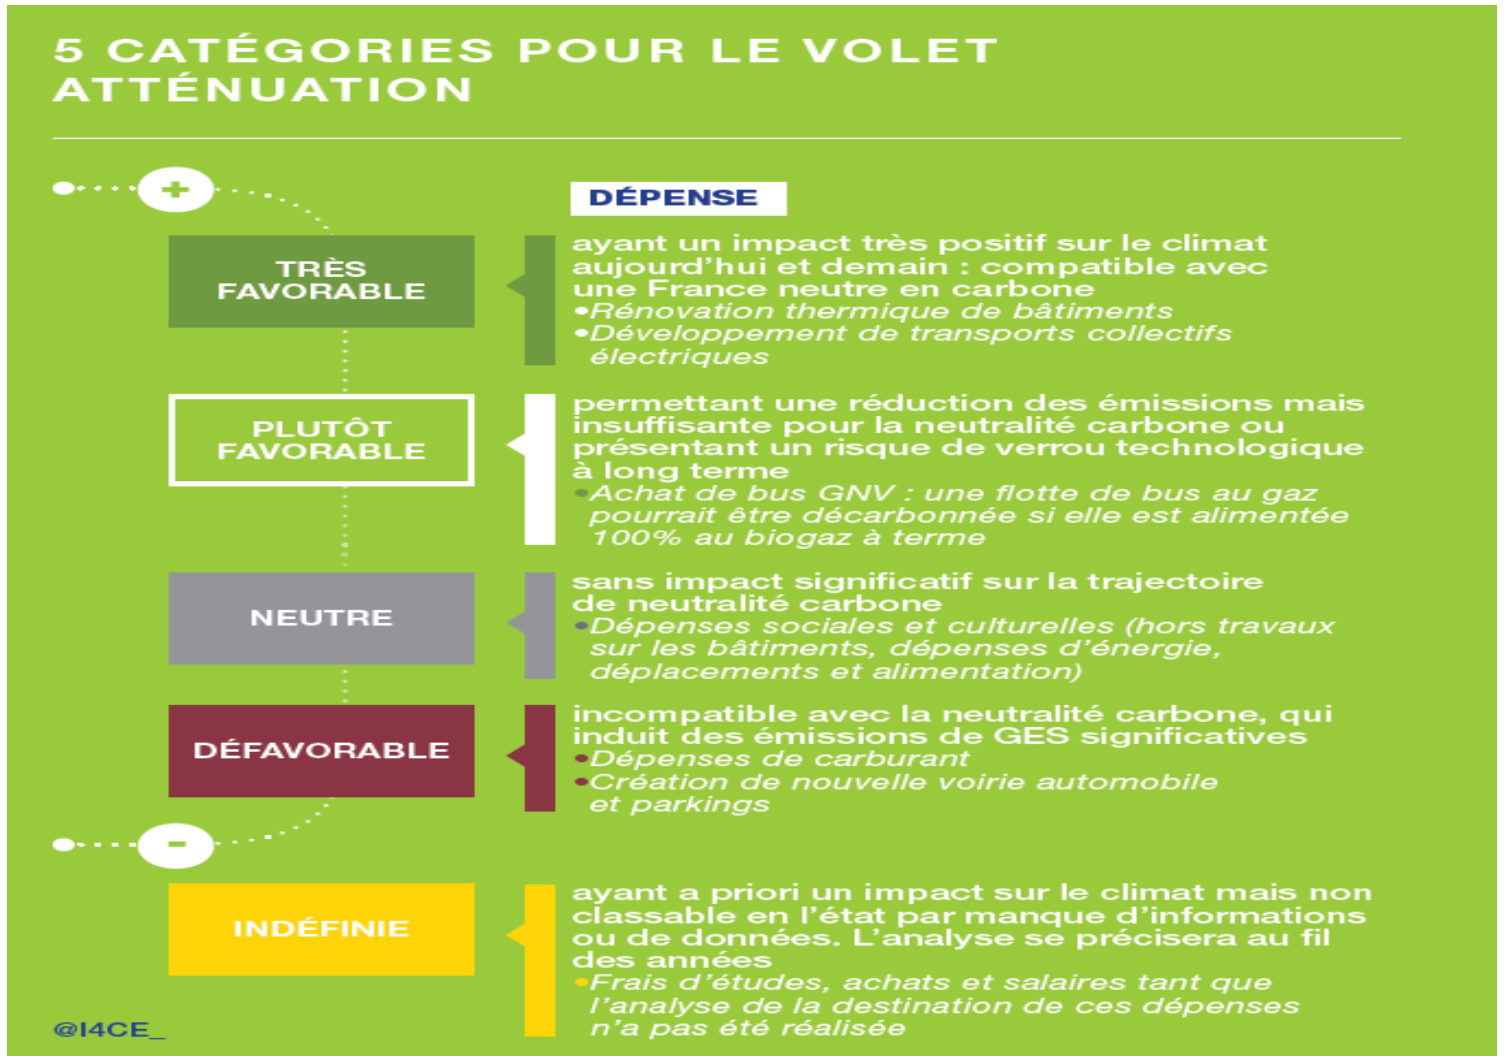 5 CATÉGORIES POUR LE VOLET
ATTÉNUATION
+
DÉPENSE
TRÈS
FAVORABLE
ayant un impact très positif sur le climat
aujourd’hui et demain : compatible avec
une France neutre en carbone
•Rénovation thermique de bâtiments
•Développement de transports collectifs
électriques
PLUTÔT
FAVORABLE
permettant une réduction des émissions mais
insuffisante pour la neutralité carbone ou
présentant un risque de verrou technologique
à long terme
•Achat de bus GNV : une flotte de bus au gaz
pourrait être décarbonnée si elle est alimentée
100% au biogaz à terme
NEUTRE
sans impact significatif sur la trajectoire
de neutralité carbone
•Dépenses sociales et culturelles (hors travaux
sur les bâtiments, dépenses d’énergie,
déplacements et alimentation)
DÉFAVORABLE
incompatible avec la neutralité carbone, qui
induit des émissions de GES significatives
•Dépenses de carburant
•Création de nouvelle voirie automobile
et parkings
-
INDÉFINIE
ayant a priori un impact sur le climat mais non
classable en l’état par manque d’informations
ou de données. L’analyse se précisera au fil
des années
•Frais d’études, achats et salaires tant que
l’analyse de la destination de ces dépenses
n’a pas été réalisée
@I4CE_